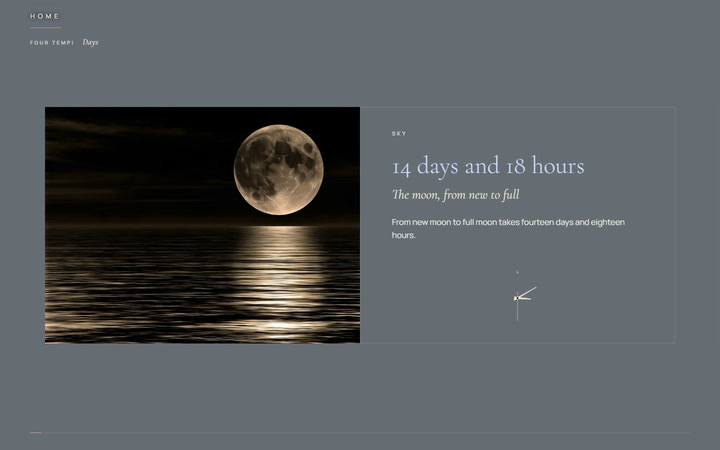 HOME
FOUR TEMPI Days
SKY
14 days and 18 hours
The moon, from new to full
From new moon to full moon takes fourteen days and eighteen
hours.